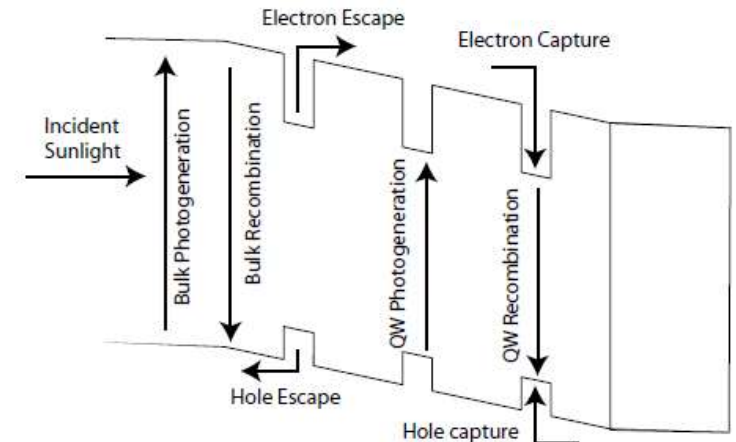 Electron Escape
Electron Capture
Incident
Sunlight
Bulk Photogeneration
Bulk Recombination
QW Photogeneration
QW Recombination
Hole Escape
Hole capture